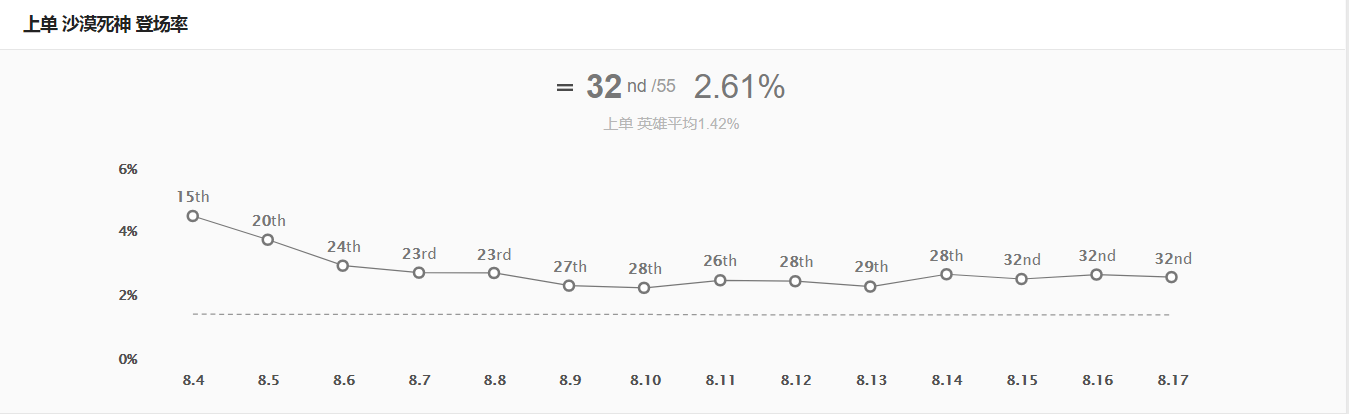 上单 沙漠死神 登场率
= 32 nd /55 2.61%
上单 英雄平均1.42%
6%
15th
20th
4%
24th
23rd
23rd
27th
28th
26th
28th
29th
28th
32nd
32nd
32nd
2%
0%
8.4 8.5 8.6 8.7 8.8 8.9 8.10 8.11 8.12 8.13 8.14 8.15 8.16 8.17